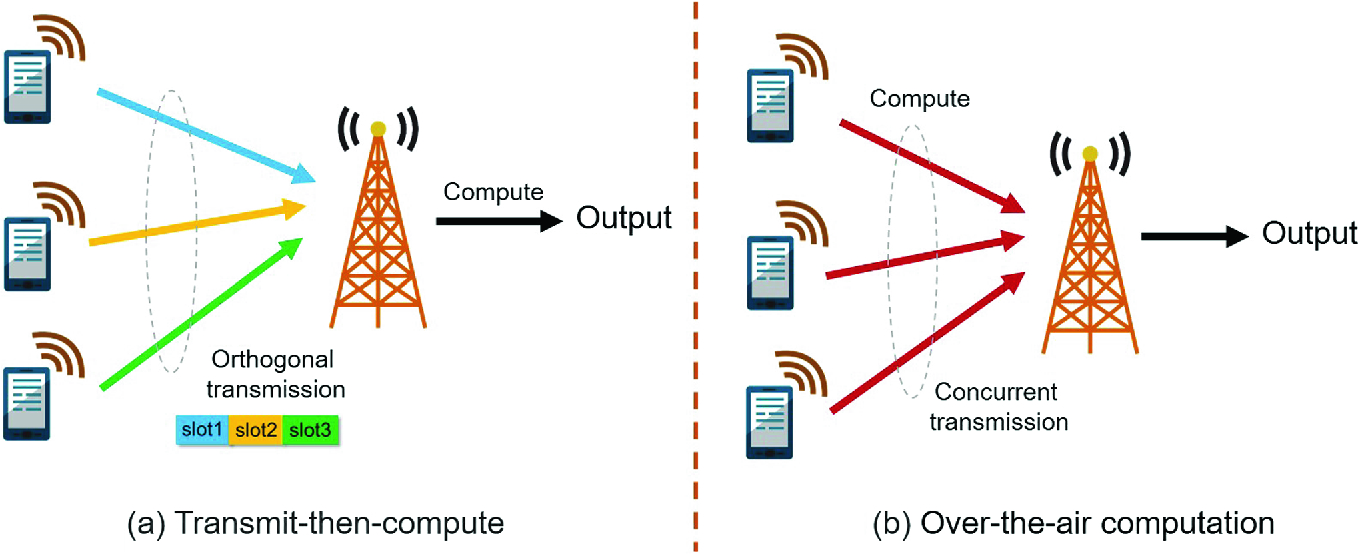 Compute
Output
Orthogonal
transmission
slot1 slot2 slot3
(a) Transmit-then-compute
Compute
Output
Concurrent
transmission
(b) Over-the-air computation